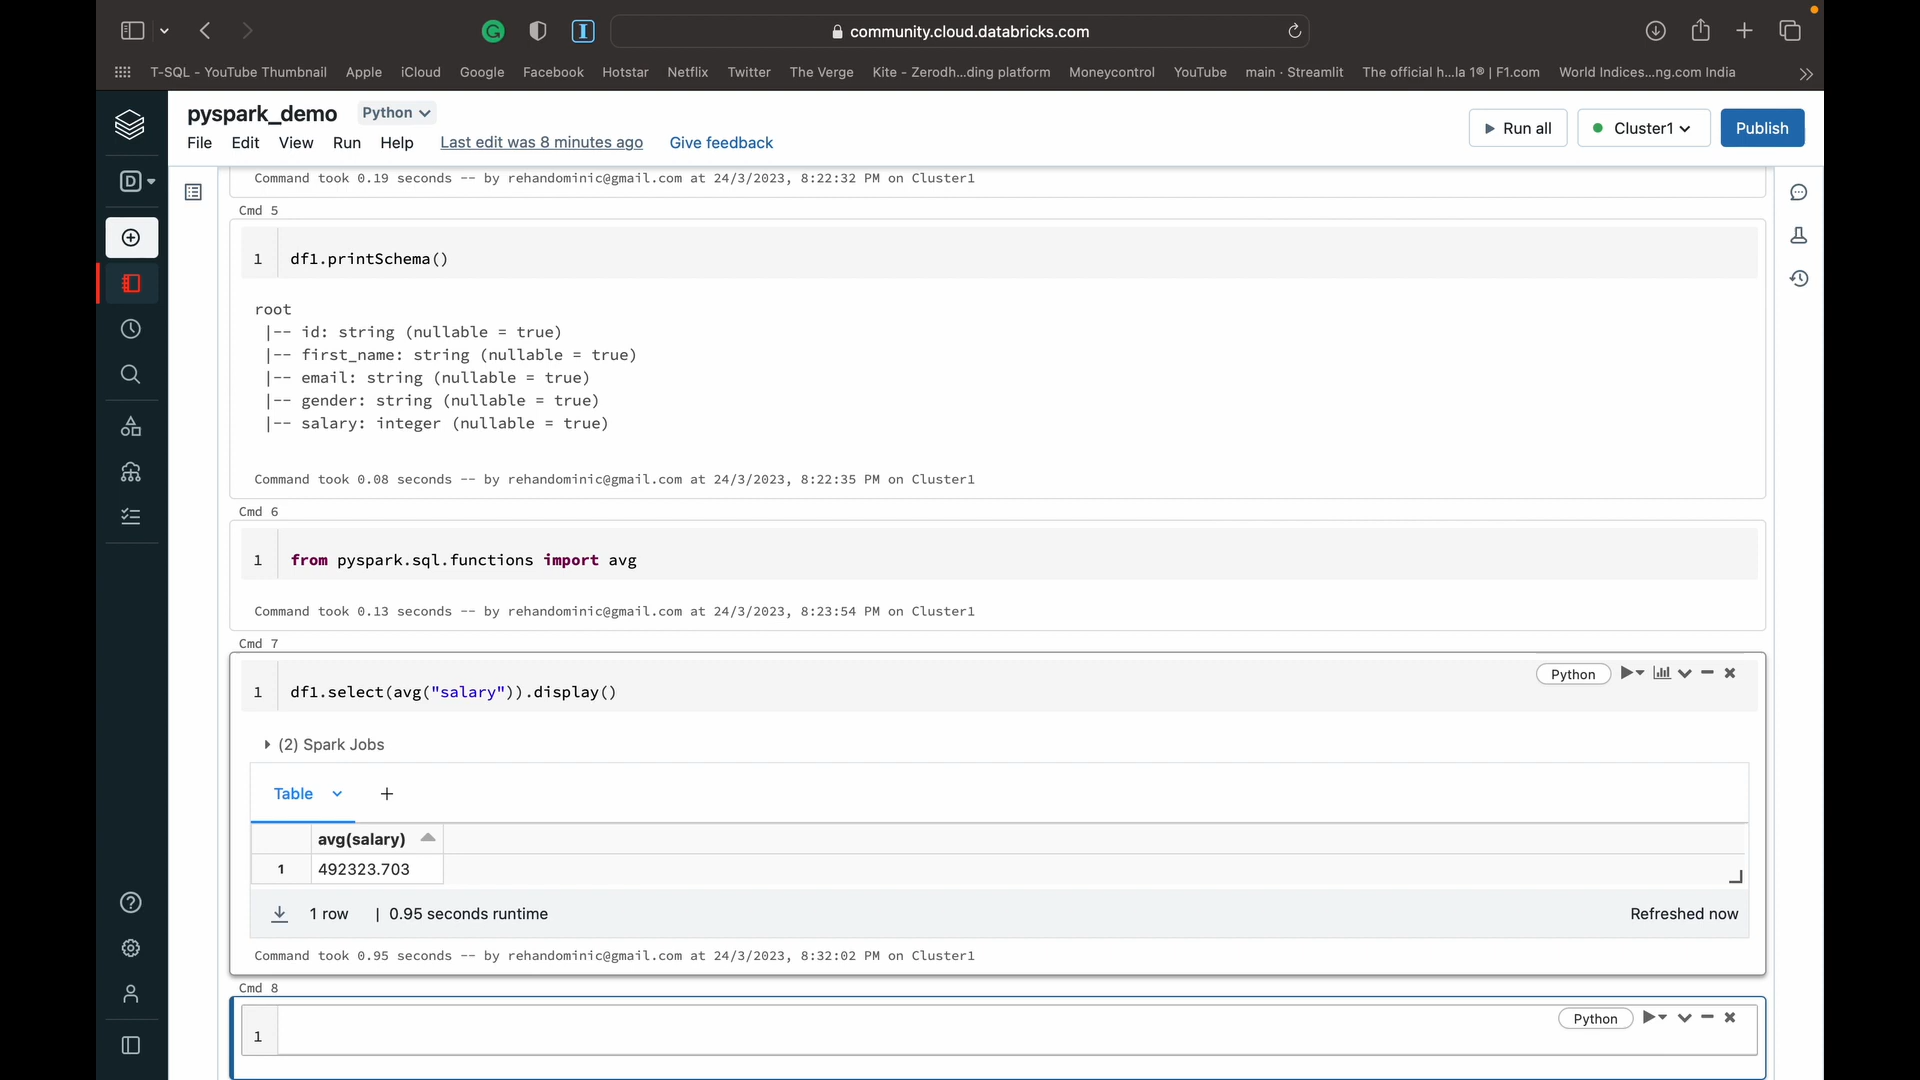 community.cloud.databricks.com
T-SQL - YouTube Thumbnail Apple iCloud Google Facebook Hotstar Netflix Twitter The Verge Kite - Zerodh...ding platform Moneycontrol YouTube main · Streamlit The official h...la 1® | F1.com World Indices...ng.com India
pyspark_demo Python
Run all Cluster1 Publish
File Edit View Run Help Last edit was 8 minutes ago Give feedback
D
Command took 0.19 seconds -- by rehandominic@gmail.com at 24/3/2023, 8:22:32 PM on Cluster1
Cmd 5
1 df1.printSchema()
root
|-- id: string (nullable = true)
|-- first_name: string (nullable = true)
|-- email: string (nullable = true)
|-- gender: string (nullable = true)
|-- salary: integer (nullable = true)
Command took 0.08 seconds -- by rehandominic@gmail.com at 24/3/2023, 8:22:35 PM on Cluster1
Cmd 6
1 from pyspark.sql.functions import avg
Command took 0.13 seconds -- by rehandominic@gmail.com at 24/3/2023, 8:23:54 PM on Cluster1
Cmd 7
Python
1 df1.select(avg("salary")).display()
(2) Spark Jobs
Table +
avg(salary)
1 492323.703
1 row | 0.95 seconds runtime Refreshed now
Command took 0.95 seconds -- by rehandominic@gmail.com at 24/3/2023, 8:32:02 PM on Cluster1
Cmd 8
Python
1